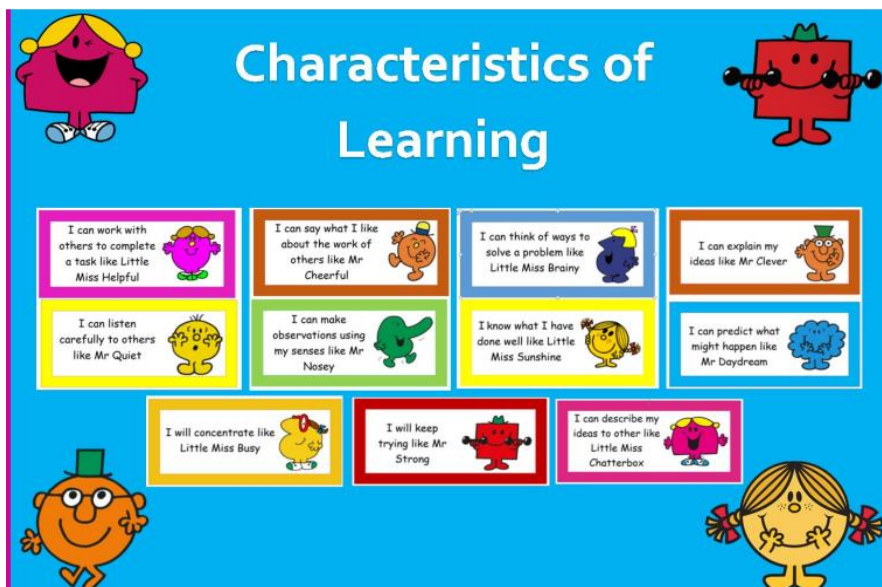 Characteristics of
Learning
I can work with
others to complete
a task like Little
Miss Helpful
I can say what I like
about the work of
others like Mr
Cheerful
I can think of ways to
solve a problem like
Little Miss Brainy
I can explain my
ideas like Mr Clever
I can listen
carefully to others
like Mr Quiet
I can make
observations using
my senses like Mr
Nosey
I know what I have
done well like Little
Miss Sunshine
I can predict what
might happen like
Mr Daydream
I will concentrate like
Little Miss Busy
I will keep
trying like Mr
Strong
I can describe my
ideas to other like
Little Miss
Chatterbox